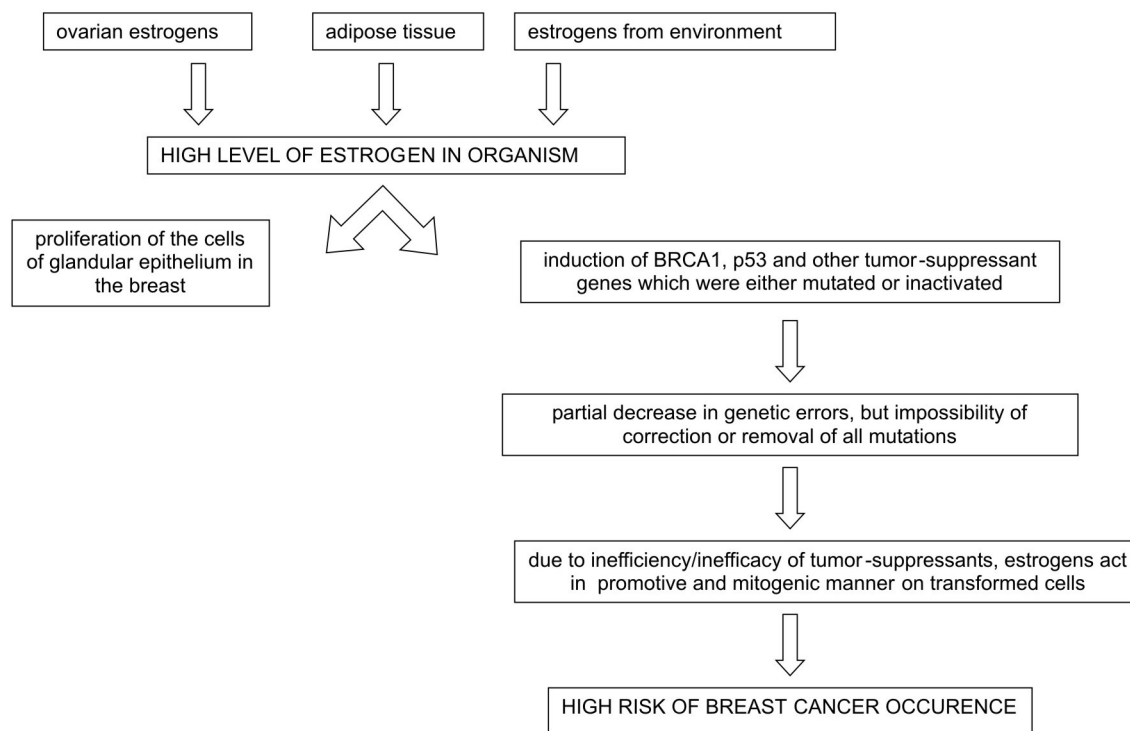 ovarian estrogens
adipose tissue
estrogens from environment
HIGH LEVEL OF ESTROGEN IN ORGANISM
proliferation of the cells
of glandular epithelium in
the breast
induction of BRCA1, p53 and other tumor-suppressant
genes which were either mutated or inactivated
partial decrease in genetic errors, but impossibility of
correction or removal of all mutations
due to inefficiency/inefficacy of tumor-suppressants, estrogens act
in promotive and mitogenic manner on transformed cells
HIGH RISK OF BREAST CANCER OCCURENCE